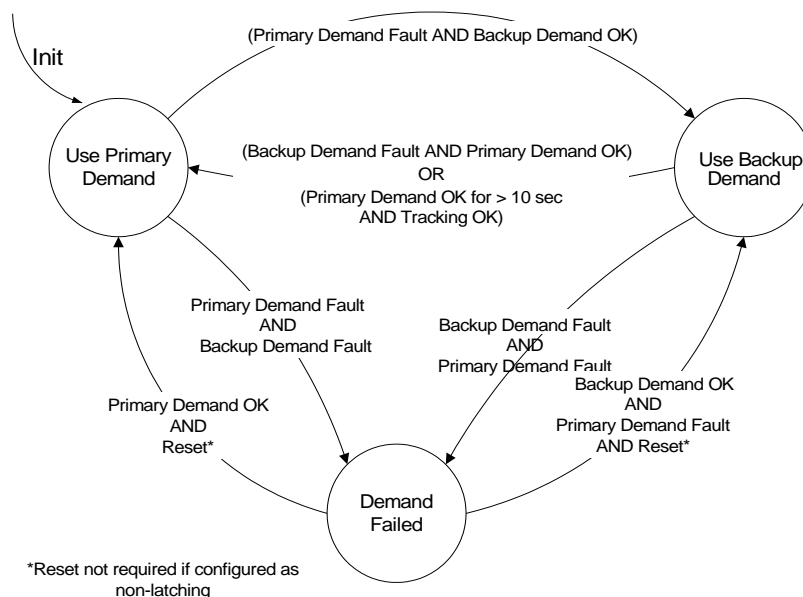 Init
(Primary Demand Fault AND Backup Demand OK)
Use Primary
Demand
(Backup Demand Fault AND Primary Demand OK)
OR
(Primary Demand OK for > 10 sec
AND Tracking OK)
Use Backup
Demand
Primary Demand Fault
AND
Backup Demand Fault
Backup Demand Fault
AND
Primary Demand Fault
Primary Demand OK
AND
Reset*
Backup Demand OK
AND
Primary Demand Fault
AND Reset*
Demand
Failed
*Reset not required if configured as
non-latching